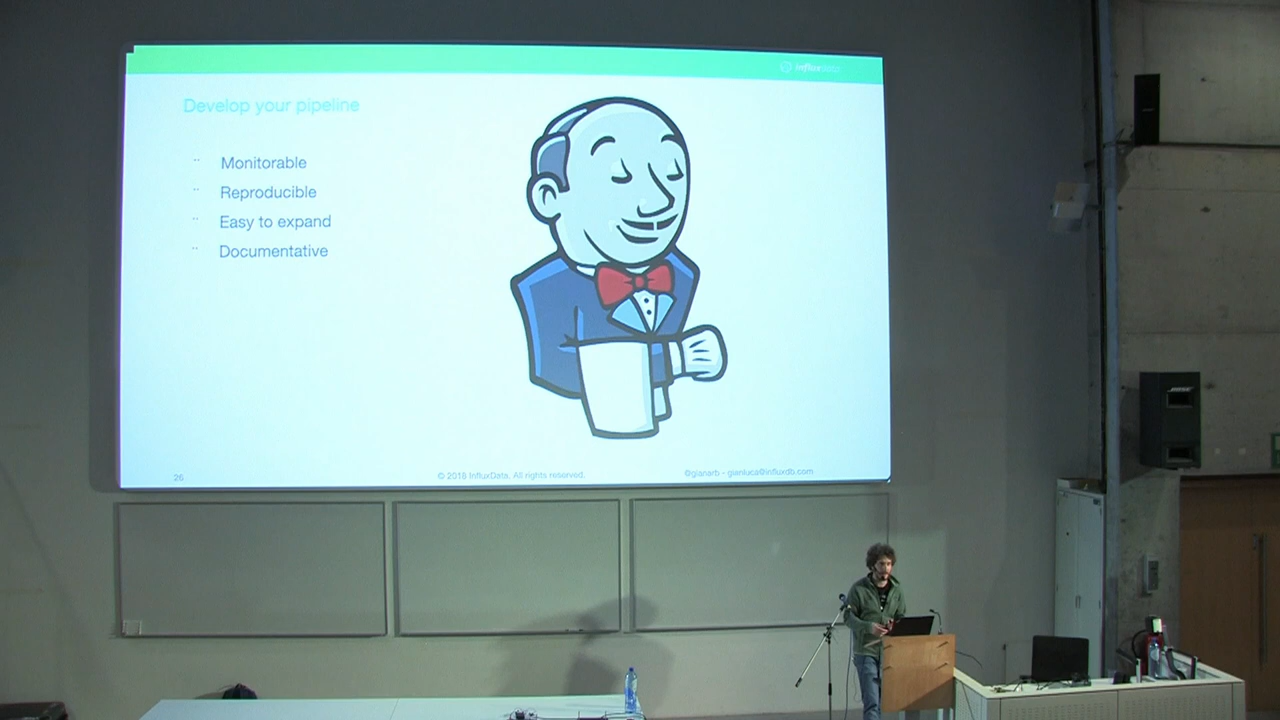 influxdata
Develop your pipeline
Monitorable
Reproducible
Easy to expand
Documentative
26
© 2018 InfluxData. All rights reserved.
@gianarb - gianluca@influxdb.com